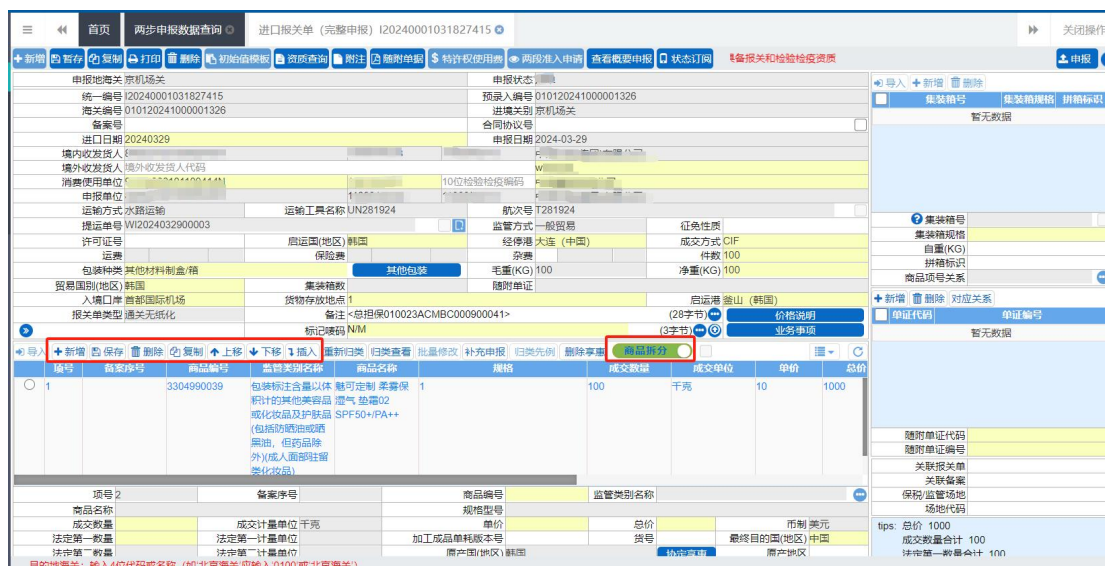 首页 两步申报数据查询 进口报关单（完整申报）I20240001031827415 关闭操作
新增 暂存 复制 打印 删除 初始值模板 资质查询 附注 随附单据 特许权使用费 两段准入申请 查看概要申报 状态订阅 备报关和检验检疫资质 申报
申报地海关 京机场关 申报状态
统一编号 I20240001031827415 预录入编号 010120241000001326
海关编号 010120241000001326 进境关别 京机场关
备案号 合同协议号
进口日期 20240329 申报日期 2024-03-29
境内收发货人
境外收发货人 境外收发货人代码
消费使用单位 10位检验检疫编码
申报单位
运输方式 水路运输 运输工具名称 UN281924 航次号 T281924
提运单号 WI2024032900003 监管方式 一般贸易 征免性质
许可证号 启运国(地区) 韩国 经停港 大连（中国） 成交方式 CIF
运费 保险费 杂费 件数 100
包装种类 其他材料制盒/箱 其他包装 毛重(KG) 100 净重(KG) 100
贸易国别(地区) 韩国 集装箱数 随附单证
入境口岸 首都国际机场 货物存放地点 1 启运港 釜山（韩国）
报关单类型 通关无纸化 备注 <总担保010023ACMBC000900041> (28字节) 价格说明
标记唛码 N/M (3字节) 业务事项
导入 新增 保存 删除 复制 上移 下移 插入 重新归类 归类查看 批量修改 补充申报 归类先例 删除享惠 商品拆分
项号 备案序号 商品编号 监管类别名称 商品名称 规格 成交数量 成交单位 单价 总价
1 3304990039 包装标注含量以体 魅可定制 柔雾保 1 100 千克 10 1000
积计的其他美容品 湿气 垫霜02
或化妆品及护肤品 SPF50+/PA++
(包括防晒油或晒
黑油，但药品除
外)(成人面部驻留
类化妆品)
项号 2 备案序号 商品编号 监管类别名称
商品名称 规格型号
成交数量 成交计量单位 千克 单价 总价 币制 美元
法定第一数量 法定第一计量单位 加工成品单耗版本号 货号 最终目的国(地区) 中国
法定第二数量 法定第二计量单位 原产国(地区) 韩国 协定享惠 原产地区
目的地海关：输入4位代码或名称（如'北京海关'应输入'0100'或'北京海关'）
导入 新增 删除
集装箱号 集装箱规格 拼箱标识
暂无数据
集装箱号
集装箱规格
自重(KG)
拼箱标识
商品项号关系
新增 删除 对应关系
单证代码 单证编号
暂无数据
随附单证代码
随附单证编号
关联报关单
关联备案
保税/监管场地
场地代码
tips: 总价 1000
成交数量合计 100
法定第一数量合计 100